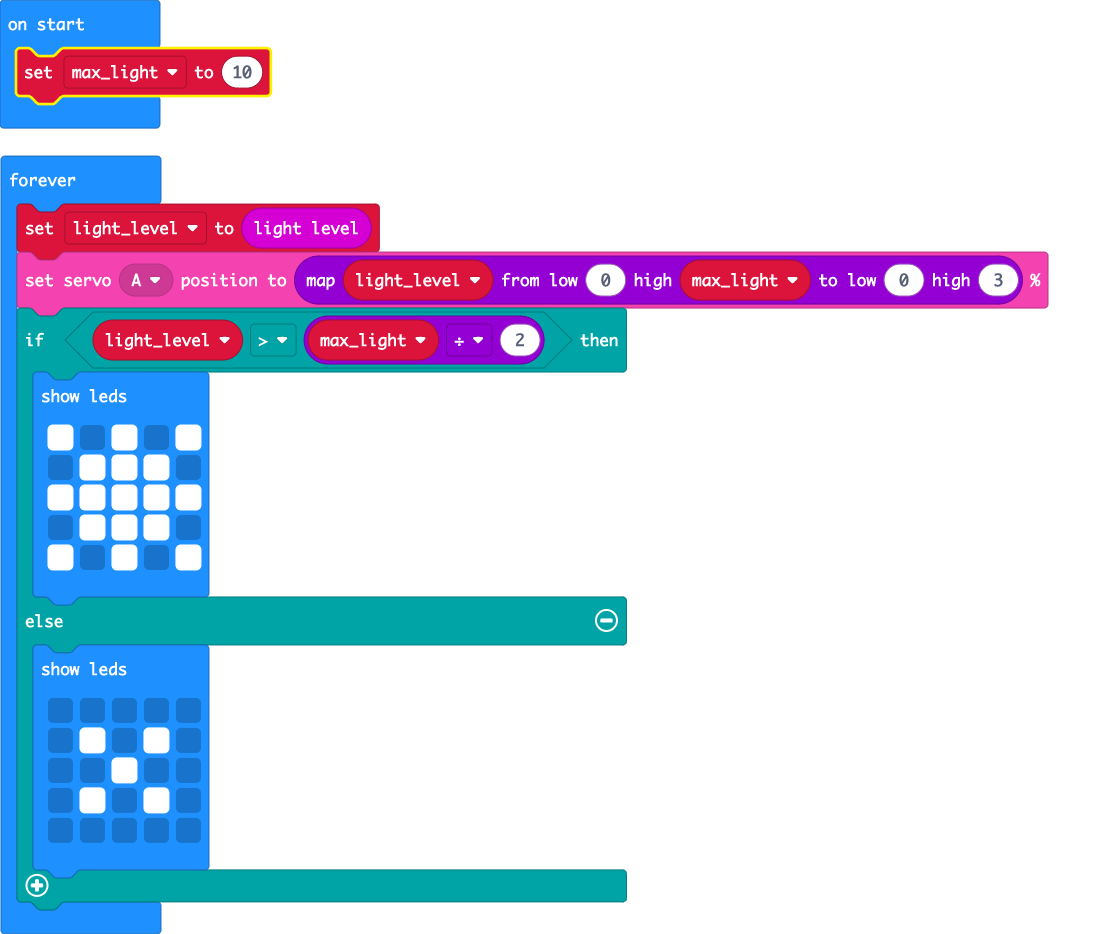 on start
set max_light to 10
forever
set light_level to light level
set servo A position to map light_level from low 0 high max_light to low 0 high 3 %
if light_level > max_light ÷ 2 then
show leds
else
show leds